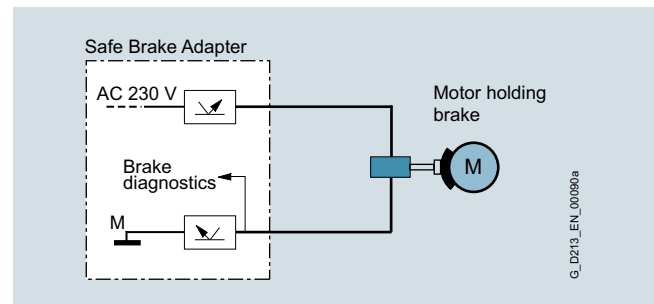 Safe Brake Adapter
AC 230 V
Motor holding
brake
Brake
diagnostics
M
M
G_D213_EN_00090a